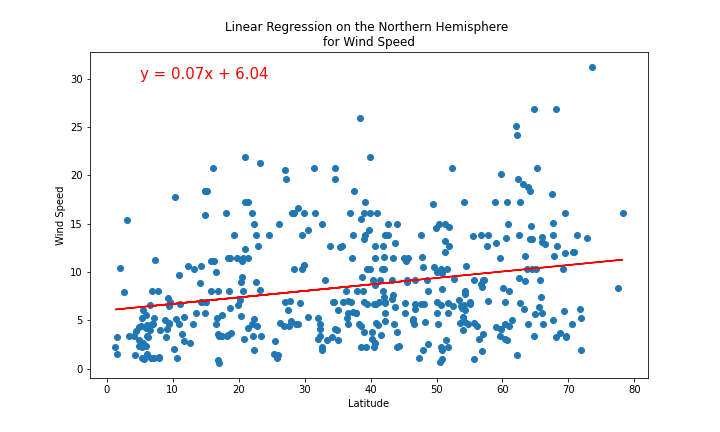 Linear Regression on the Northern Hemisphere
for Wind Speed
y = 0.07x + 6.04
30
25
20
15
10
5
0
Wind Speed
0 10 20 30 40 50 60 70 80
Latitude